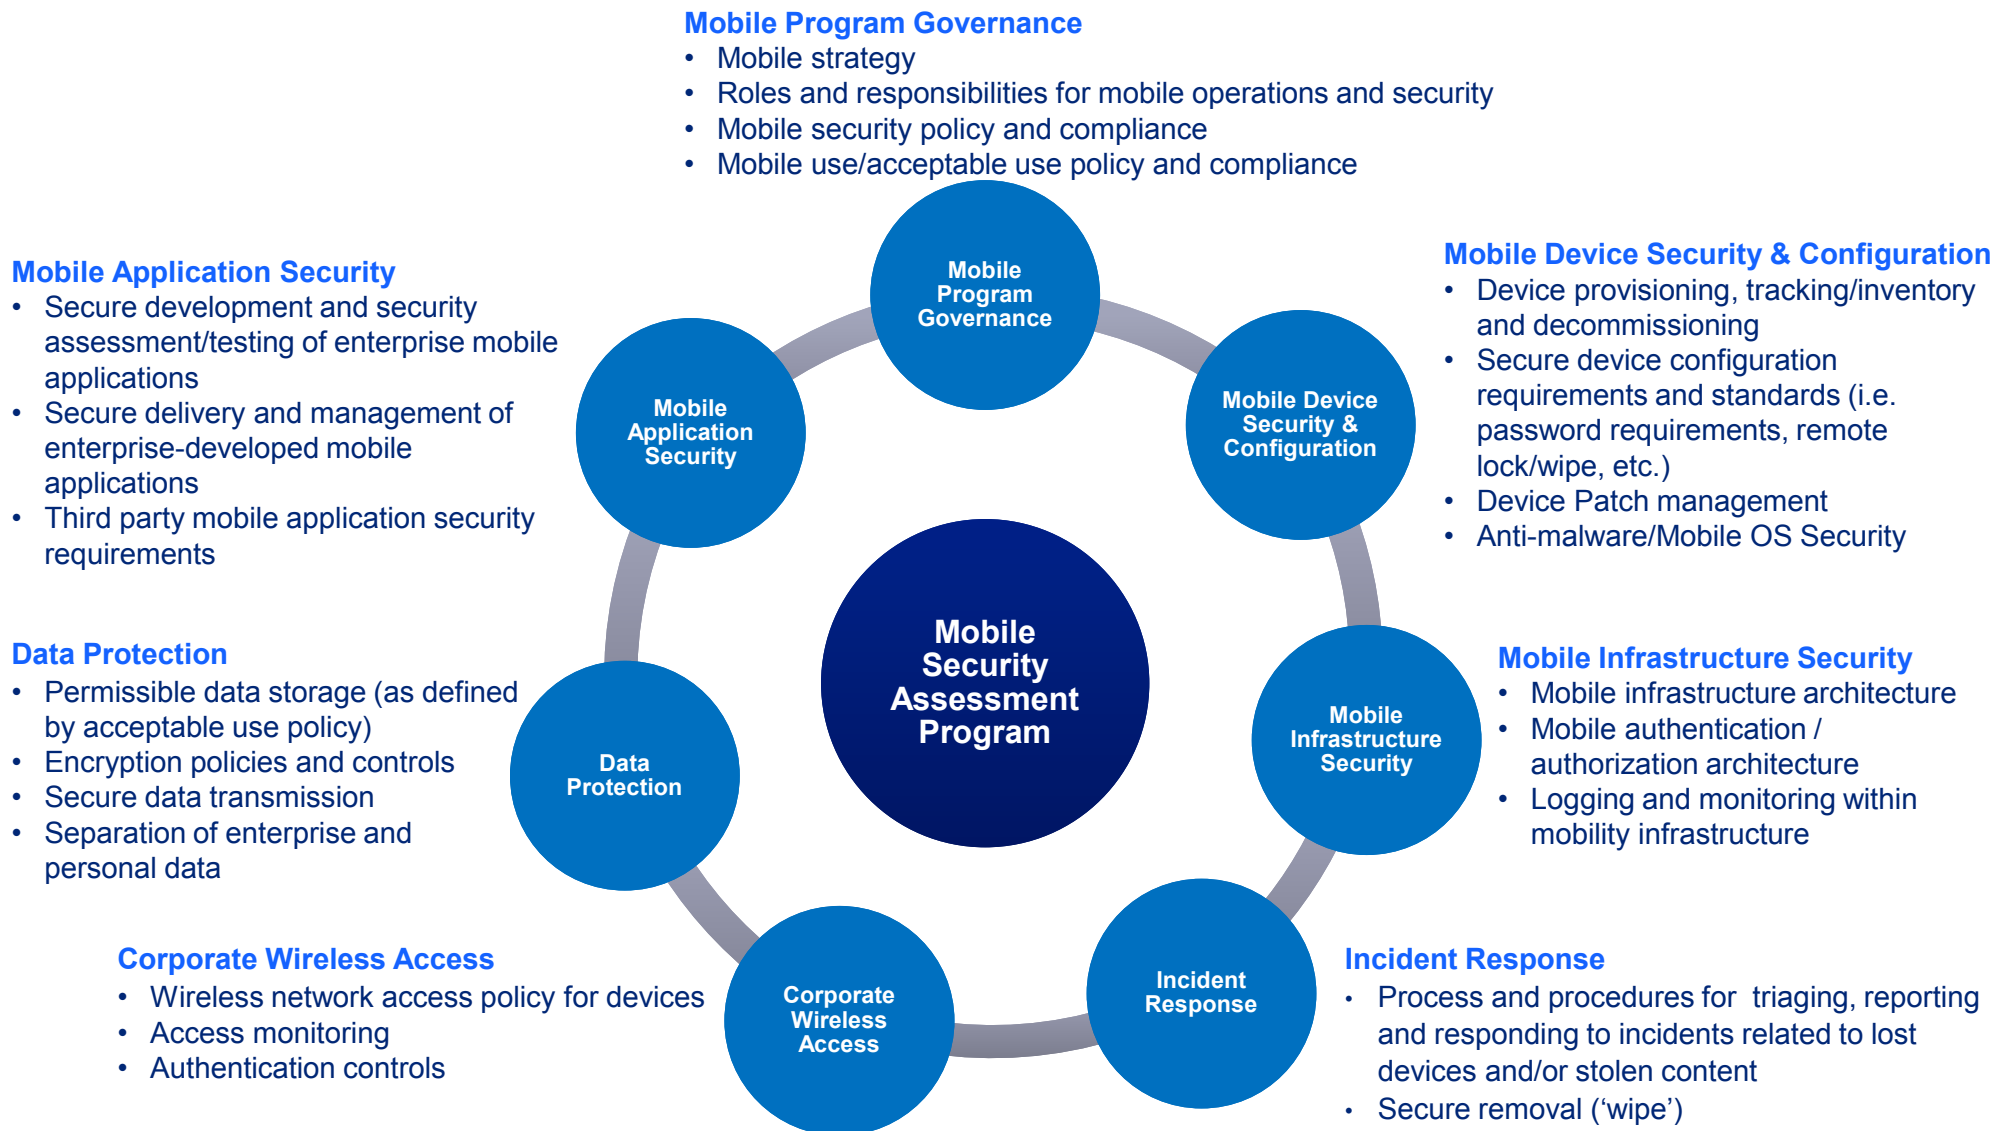 Mobile Program Governance
• Mobile strategy
• Roles and responsibilities for mobile operations and security
• Mobile security policy and compliance
• Mobile use/acceptable use policy and compliance
Mobile Application Security
• Secure development and security
assessment/testing of enterprise mobile
applications
• Secure delivery and management of
enterprise-developed mobile
applications
• Third party mobile application security
requirements
Mobile
Program
Governance
Mobile Device Security & Configuration
• Device provisioning, tracking/inventory
and decommissioning
• Secure device configuration
requirements and standards (i.e.
password requirements, remote
lock/wipe, etc.)
• Device Patch management
• Anti-malware/Mobile OS Security
Mobile
Application
Security
Mobile Device
Security &
Configuration
Mobile
Security
Assessment
Program
Data Protection
• Permissible data storage (as defined
by acceptable use policy)
• Encryption policies and controls
• Secure data transmission
• Separation of enterprise and
personal data
Data
Protection
Mobile
Infrastructure
Security
Mobile Infrastructure Security
• Mobile infrastructure architecture
• Mobile authentication /
authorization architecture
• Logging and monitoring within
mobility infrastructure
Corporate Wireless Access
• Wireless network access policy for devices
• Access monitoring
• Authentication controls
Corporate
Wireless
Access
Incident
Response
Incident Response
• Process and procedures for  triaging, reporting
and responding to incidents related to lost
devices and/or stolen content
• Secure removal (‘wipe’)